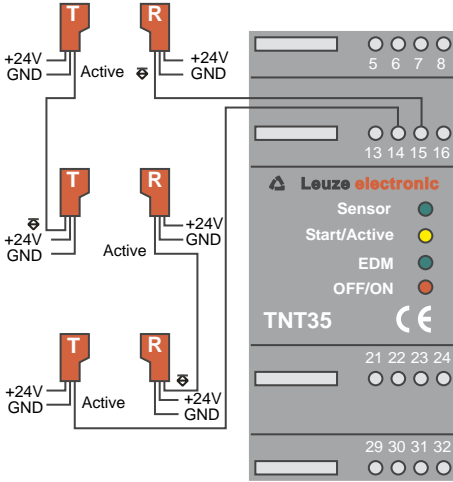 T R
+24V
GND
Active
+24V
GND
5 6 7 8
13 14 15 16
T R
+24V
GND
Active
+24V
GND
Leuze electronic
Sensor
Start/Active
EDM
OFF/ON
TNT35 CE
T R
+24V
GND
Active
+24V
GND
21 22 23 24
29 30 31 32